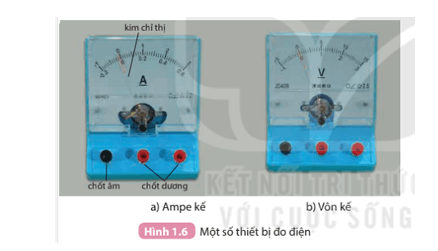 kim chỉ thị
A
V
chốt âm
chốt dương
KẾT NỐI TRI THỨC
VỚI CUỘC SỐNG
a) Ampe kế
b) Vôn kế
Hình 1.6 Một số thiết bị đo điện